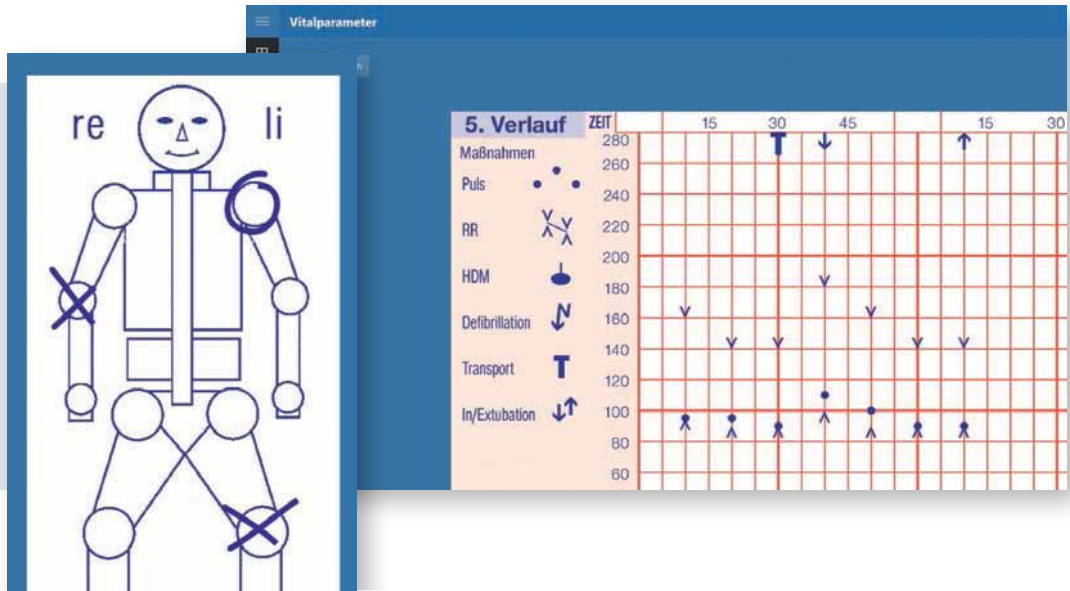 Vitalparameter
re li
5. Verlauf ZEIT 15 30 45 15 30
Maßnahmen
Puls
RR
HDM
Defibrillation
Transport
In/Extubation
280
260
240
220
200
180
160
140
120
100
80
60